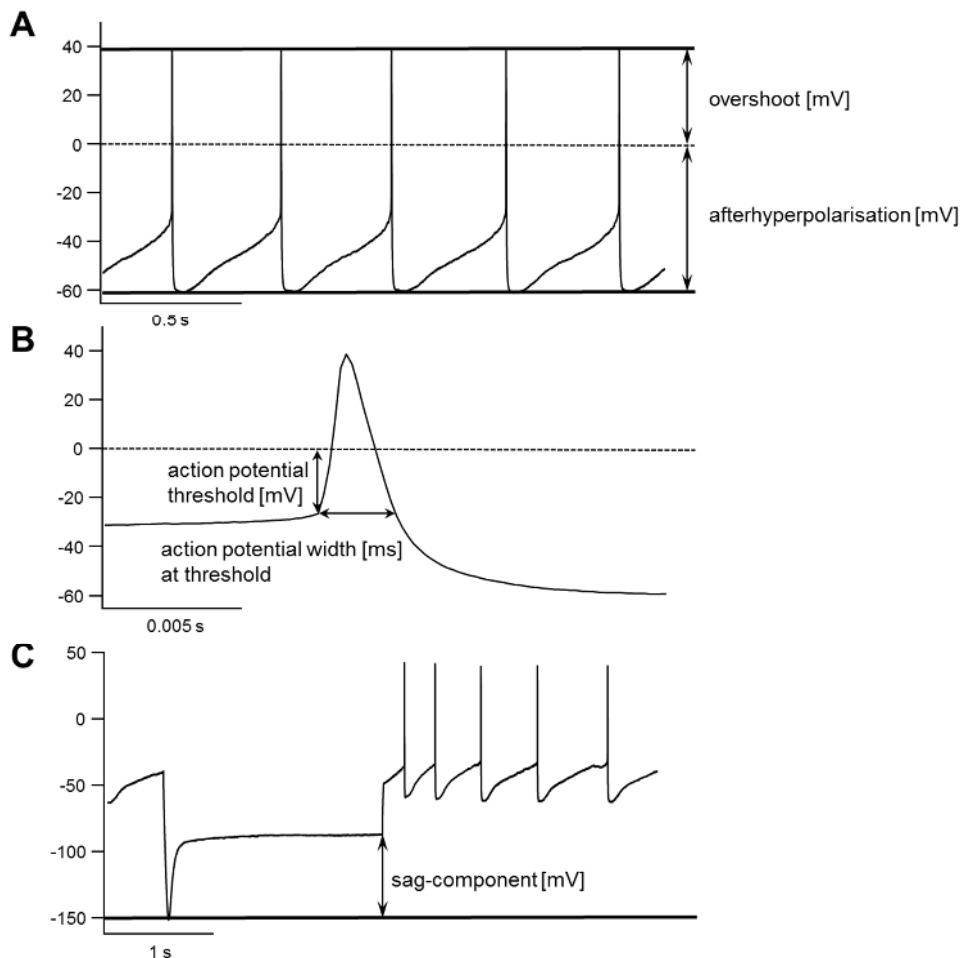 A
40
20
0
-20
-40
-60
overshoot [mV]
afterhyperpolarisation [mV]
0.5 s
B
40
20
0
-20
-40
-60
action potential
threshold [mV]
action potential width [ms]
at threshold
0.005 s
C
50
0
-50
-100
-150
sag-component [mV]
1 s